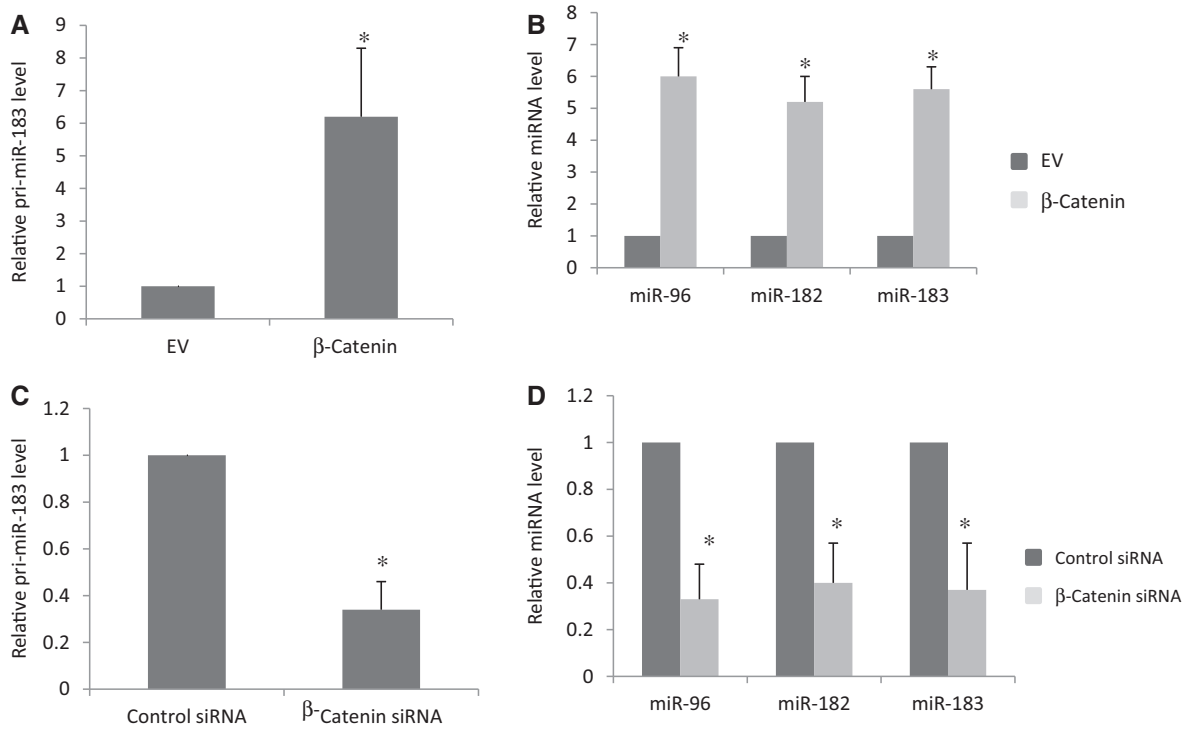 A
Relative pri-miR-183 level
9
8
7
6
5
4
3
2
1
0
*
EV
β-Catenin
B
Relative miRNA level
8
7
6
5
4
3
2
1
0
*
*
*
miR-96
miR-182
miR-183
EV
β-Catenin
C
Relative pri-miR-183 level
1.2
1
0.8
0.6
0.4
0.2
0
*
Control siRNA
β-Catenin siRNA
D
Relative miRNA level
1.2
1
0.8
0.6
0.4
0.2
0
*
*
*
miR-96
miR-182
miR-183
Control siRNA
β-Catenin siRNA